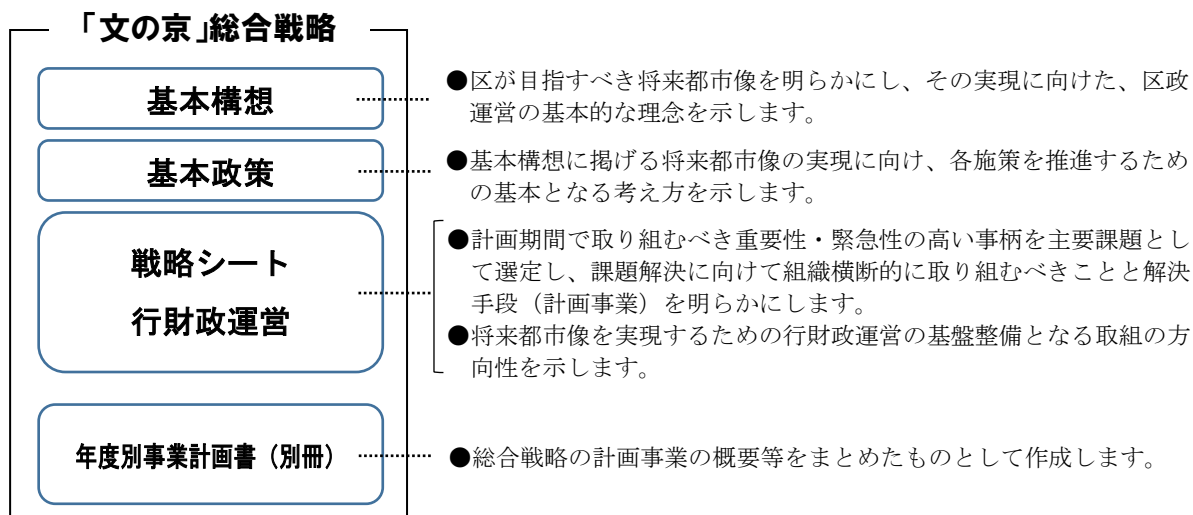 「文の京」総合戦略
基本構想
●区が目指すべき将来都市像を明らかにし、その実現に向けた、区政
運営の基本的な理念を示します。
基本政策
●基本構想に掲げる将来都市像の実現に向け、各施策を推進するため
の基本となる考え方を示します。
戦略シート
行財政運営
●計画期間で取り組むべき重要性・緊急性の高い事柄を主要課題とし
て選定し、課題解決に向けて組織横断的に取り組むべきことと解決
手段（計画事業）を明らかにします。
●将来都市像を実現するための行財政運営の基盤整備となる取組の方
向性を示します。
年度別事業計画書（別冊）
●総合戦略の計画事業の概要等をまとめたものとして作成します。